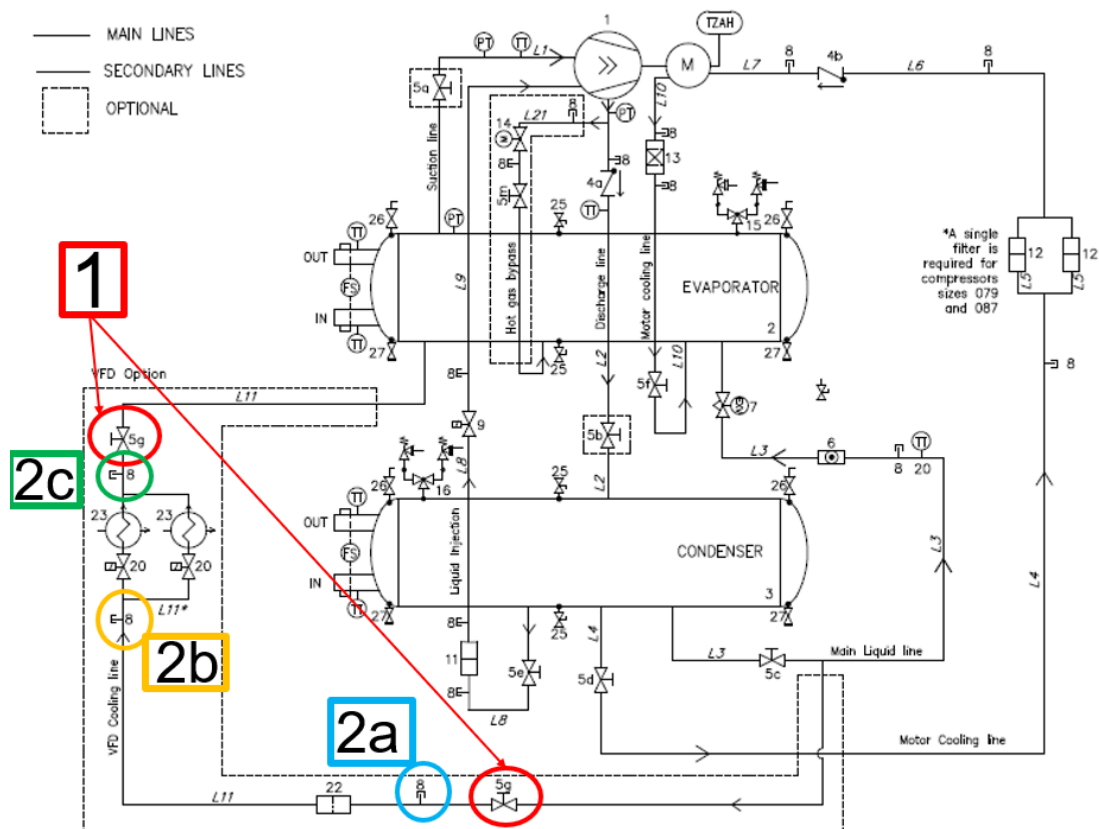 MAIN LINES
SECONDARY LINES
OPTIONAL
1
TZAH
PT
TT
L1
M
8
4b
L7
L6
8
5a
Suction line
L10
L21
8
14
M
PT
8
13
8
8
4a
5m
TT
8
15
26
TT
PT
25
26
OUT
FS
IN
TT
27
L9
Hot gas bypass
Discharge line
Motor cooling line
EVAPORATOR
2
27
25
*A single
filter is
required for
compressors
sizes 079
and 087
12
12
L5
L5
1
VFD Option
L11
8
L2
5f
L10
7
8
5g
9
5b
L3
6
8
TT
20
2c
8
L8
16
25
L2
26
TT
26
23
23
OUT
FS
IN
TT
27
Liquid Injection
CONDENSER
3
27
25
L3
L4
20
20
L11*
8
2b
VFD Cooling line
11
8
5e
L8
L4
5d
L3
5c
Main Liquid line
2a
Motor Cooling line
8
5g
L11
22